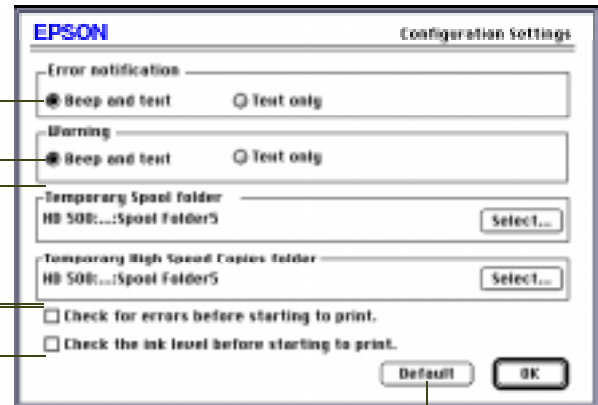 EPSON Configuration Settings
Error notification
Beep and text Text only
Warning
Beep and text Text only
Temporary Spool folder
HD 500:...:Spool Folder5
Select...
Temporary High Speed Copies folder
HD 500:...:Spool Folder5
Select...
Check for errors before starting to print.
Check the ink level before starting to print.
Default OK